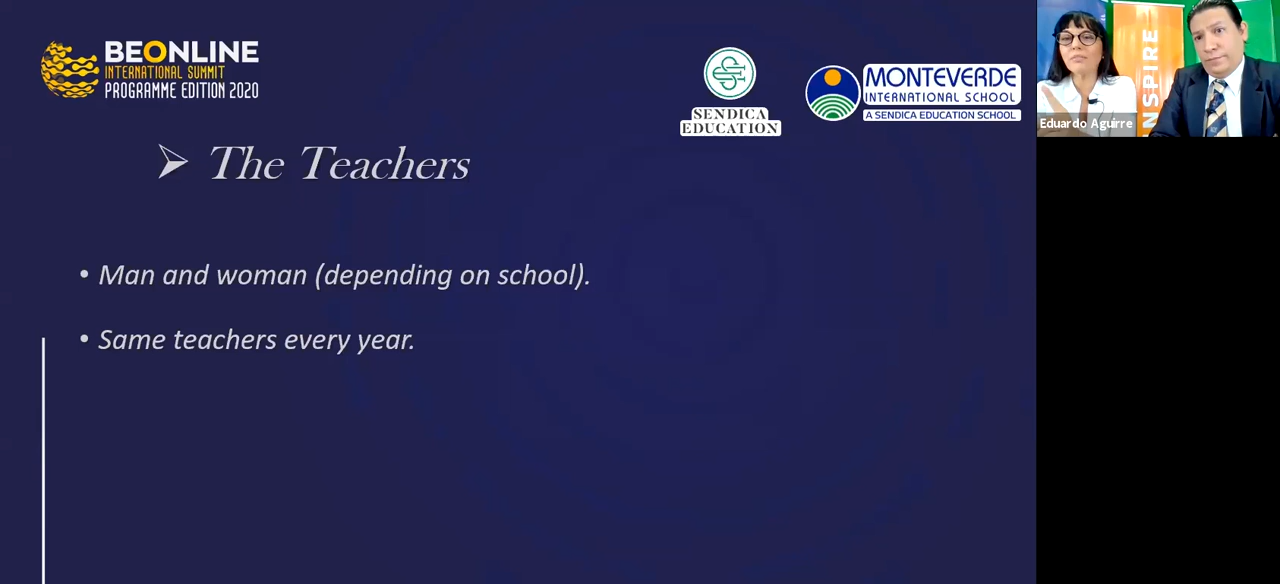 BEONLINE
INTERNATIONAL SUMMIT
PROGRAMME EDITION 2020
SENDICA
EDUCATION
MONTEVERDE
INTERNATIONAL SCHOOL
A SENDICA EDUCATION SCHOOL
Eduardo Aguirre
NSPIRE
➢ The Teachers
• Man and woman (depending on school).
• Same teachers every year.